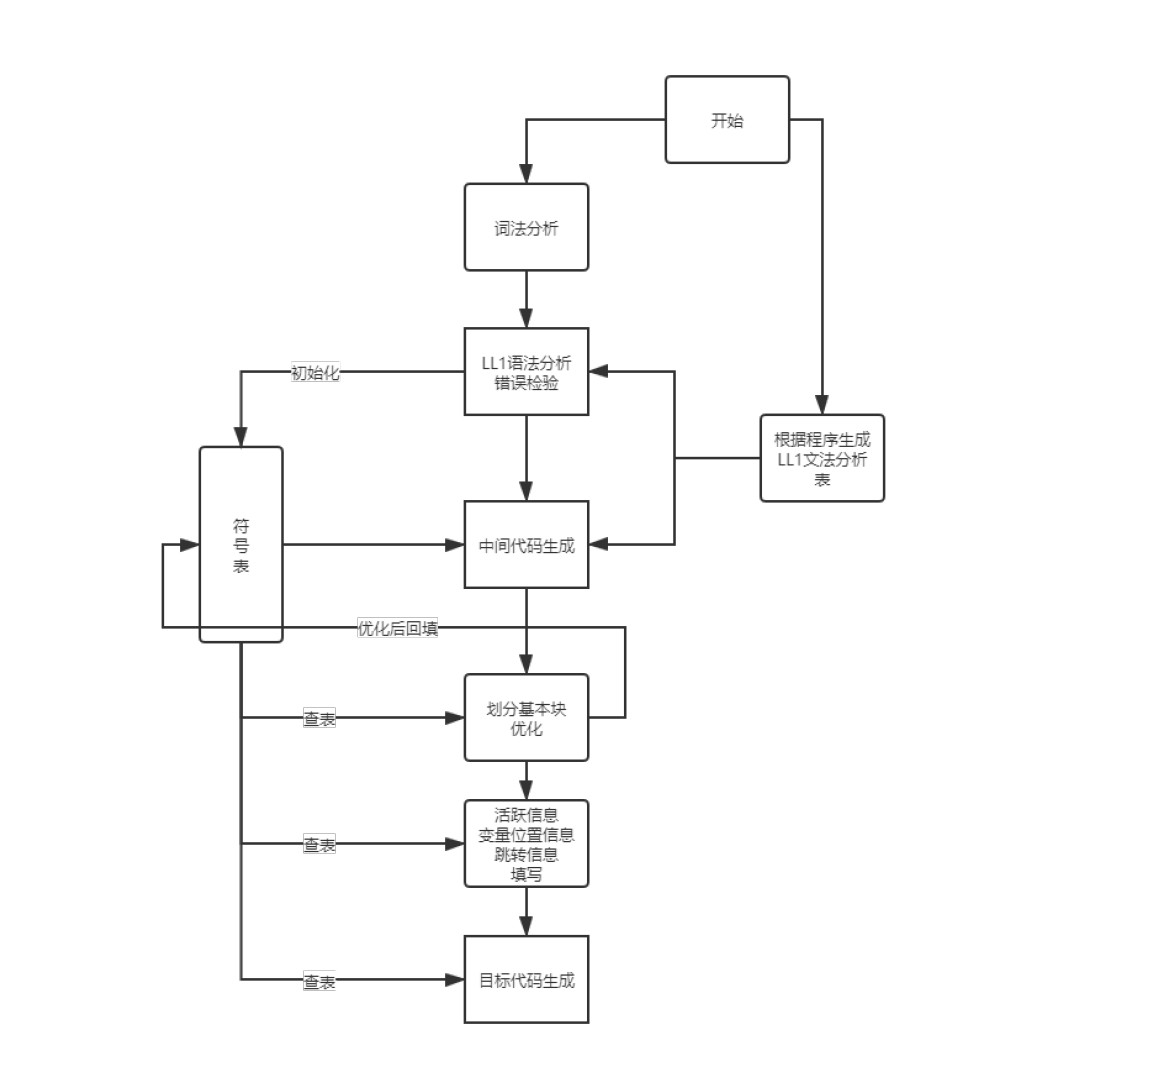 开始
词法分析
LL1语法分析
错误检验
初始化
根据程序生成
LL1文法分析
表
符
号
表
中间代码生成
优化后回填
划分基本块
优化
查表
活跃信息
变量位置信息
跳转信息
填写
查表
目标代码生成
查表